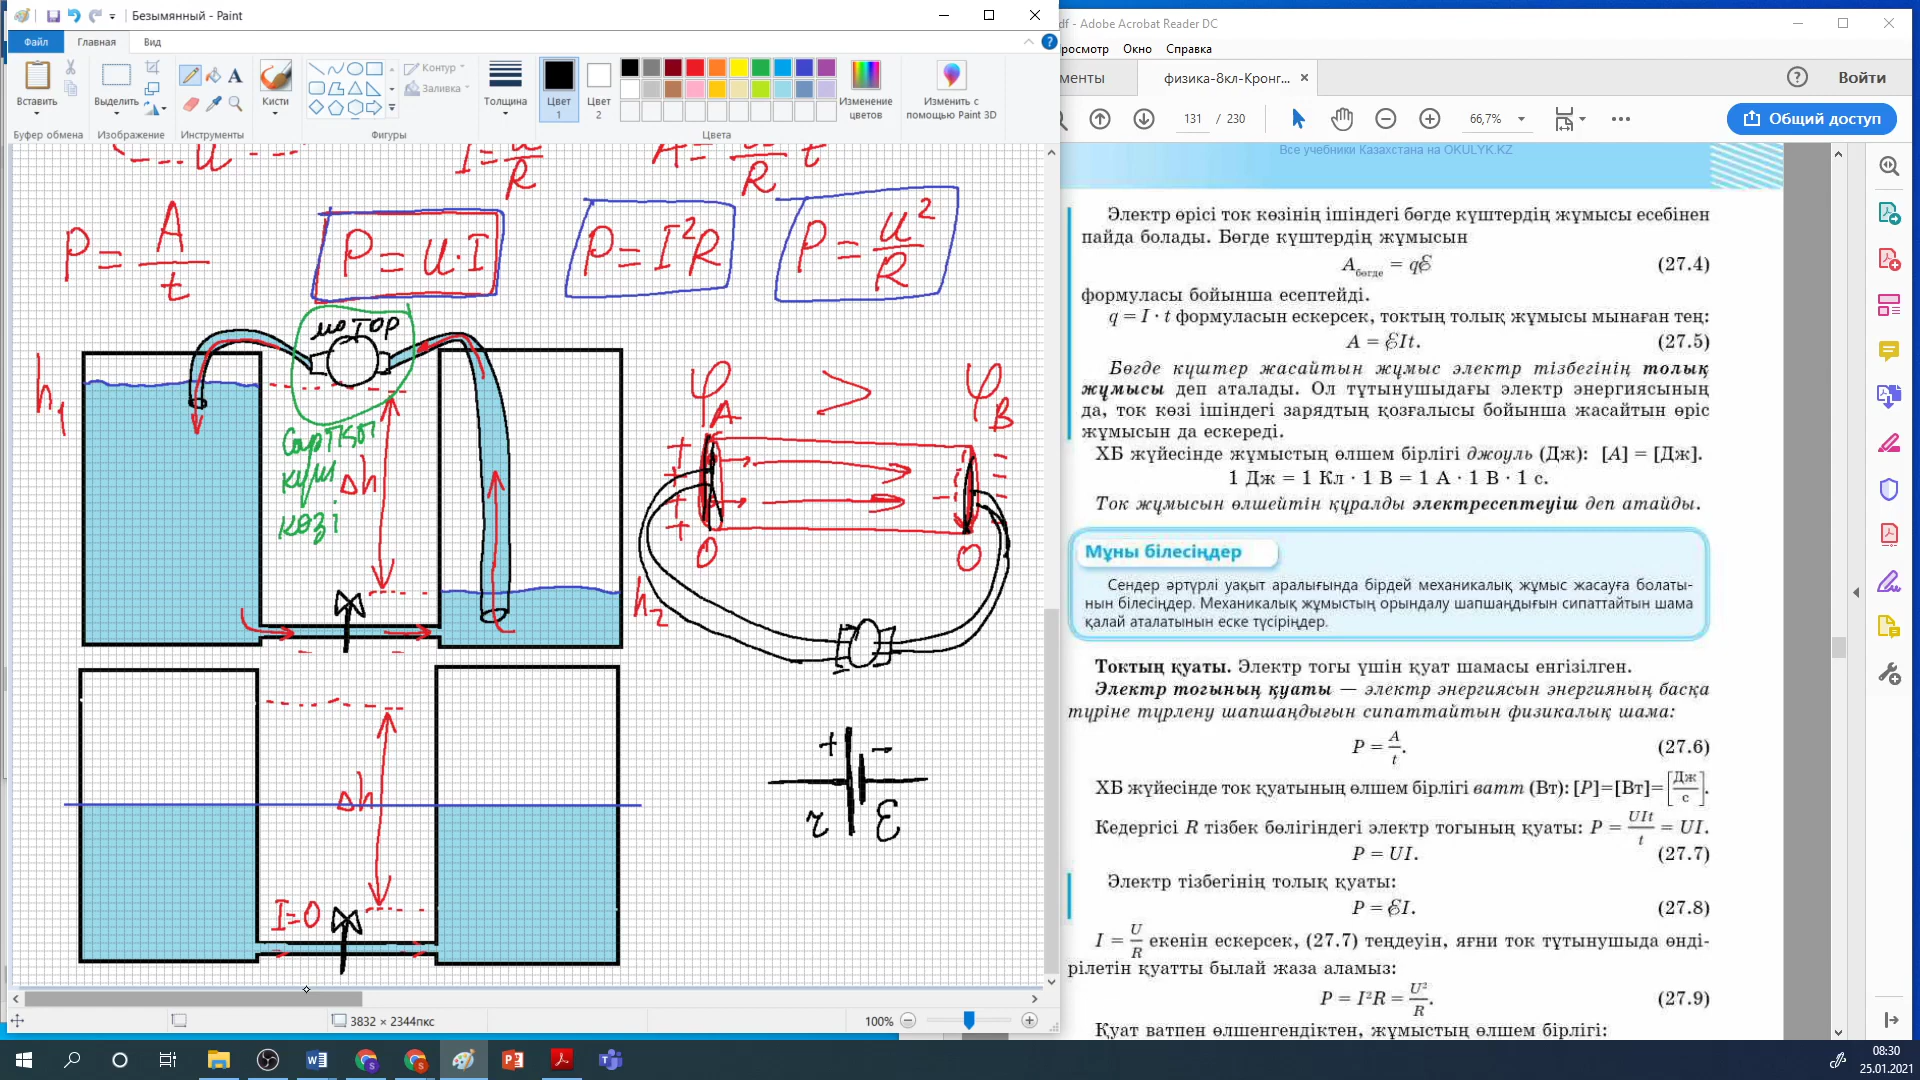 Безымянный - Paint
Файл Главная Вид
Вставить
Выделить
Кисти
Контур
Заливка
Толщина
Цвет 1
Цвет 2
Изменение цветов
Изменить с помощью Paint 3D
Буфер обмена Изображение Инструменты Фигуры Цвета
P = A/t
P = U·I
P = I²R
P = U²/R
мотор
h₁
Δh
күш
көзі
φA > φB
+ + + +
0 0
h₂
Δh
I=0
+ -
r ε
3832 × 2344пкс
100%
df - Adobe Acrobat Reader DC
росмотр Окно Справка
менты
физика-8кл-Кронг...
Войти
131 / 230
66,7%
Общий доступ
Все учебники Казахстана на OKULYK.KZ
Электр өрісі ток көзінің ішіндегі бөгде күштердің жұмысы есебінен
пайда болады. Бөгде күштердің жұмысын
Aбөгде = qℰ (27.4)
формуласы бойынша есептейді.
q = I · t формуласын ескерсек, токтың толық жұмысы мынаған тең:
A = ℰIt. (27.5)
Бөгде күштер жасайтын жұмыс электр тізбегінің толық
жұмысы деп аталады. Ол тұтынушыдағы электр энергиясының
да, ток көзі ішіндегі зарядтың қозғалысы бойынша жасайтын өріс
жұмысын да ескереді.
ХБ жүйесінде жұмыстың өлшем бірлігі джоуль (Дж): [A] = [Дж].
1 Дж = 1 Кл · 1 В = 1 А · 1 В · 1 с.
Ток жұмысын өлшейтін құралды электресептеуіш деп атайды.
Мұны білесіңдер
Сендер әртүрлі уақыт аралығында бірдей механикалық жұмыс жасауға болаты-
нын білесіңдер. Механикалық жұмыстың орындалу шапшаңдығын сипаттайтын шама
қалай аталатынын еске түсіріңдер.
Токтың қуаты. Электр тогы үшін қуат шамасы енгізілген.
Электр тогының қуаты — электр энергиясын энергияның басқа
түріне түрлену шапшаңдығын сипаттайтын физикалық шама:
P = A/t. (27.6)
ХБ жүйесінде ток қуатының өлшем бірлігі ватт (Вт): [P]=[Вт]=[Дж/с].
Кедергісі R тізбек бөлігіндегі электр тогының қуаты: P = UIt/t = UI.
P = UI. (27.7)
Электр тізбегінің толық қуаты:
P = ℰI. (27.8)
I = U/R екенін ескерсек, (27.7) теңдеуін, яғни ток тұтынушыда өнді-
рілетін қуатты былай жаза аламыз:
P = I²R = U²/R. (27.9)
Қуат ватпен өлшенгендіктен, жұмыстың өлшем бірлігі:
08:30
25.01.2021